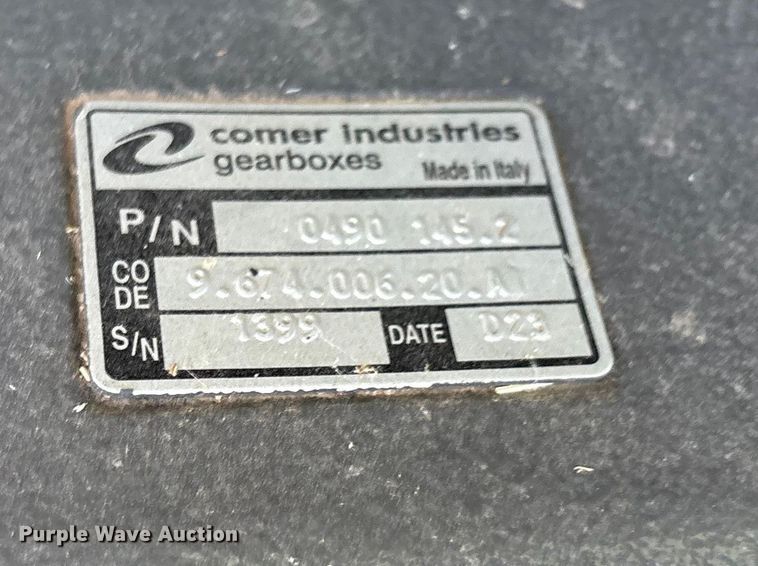 comer industries
gearboxes
Made in Italy
P/N 0490 145.2
CODE 9.674.006.20.A1
S/N 1399 DATE D23
Purple Wave Auction